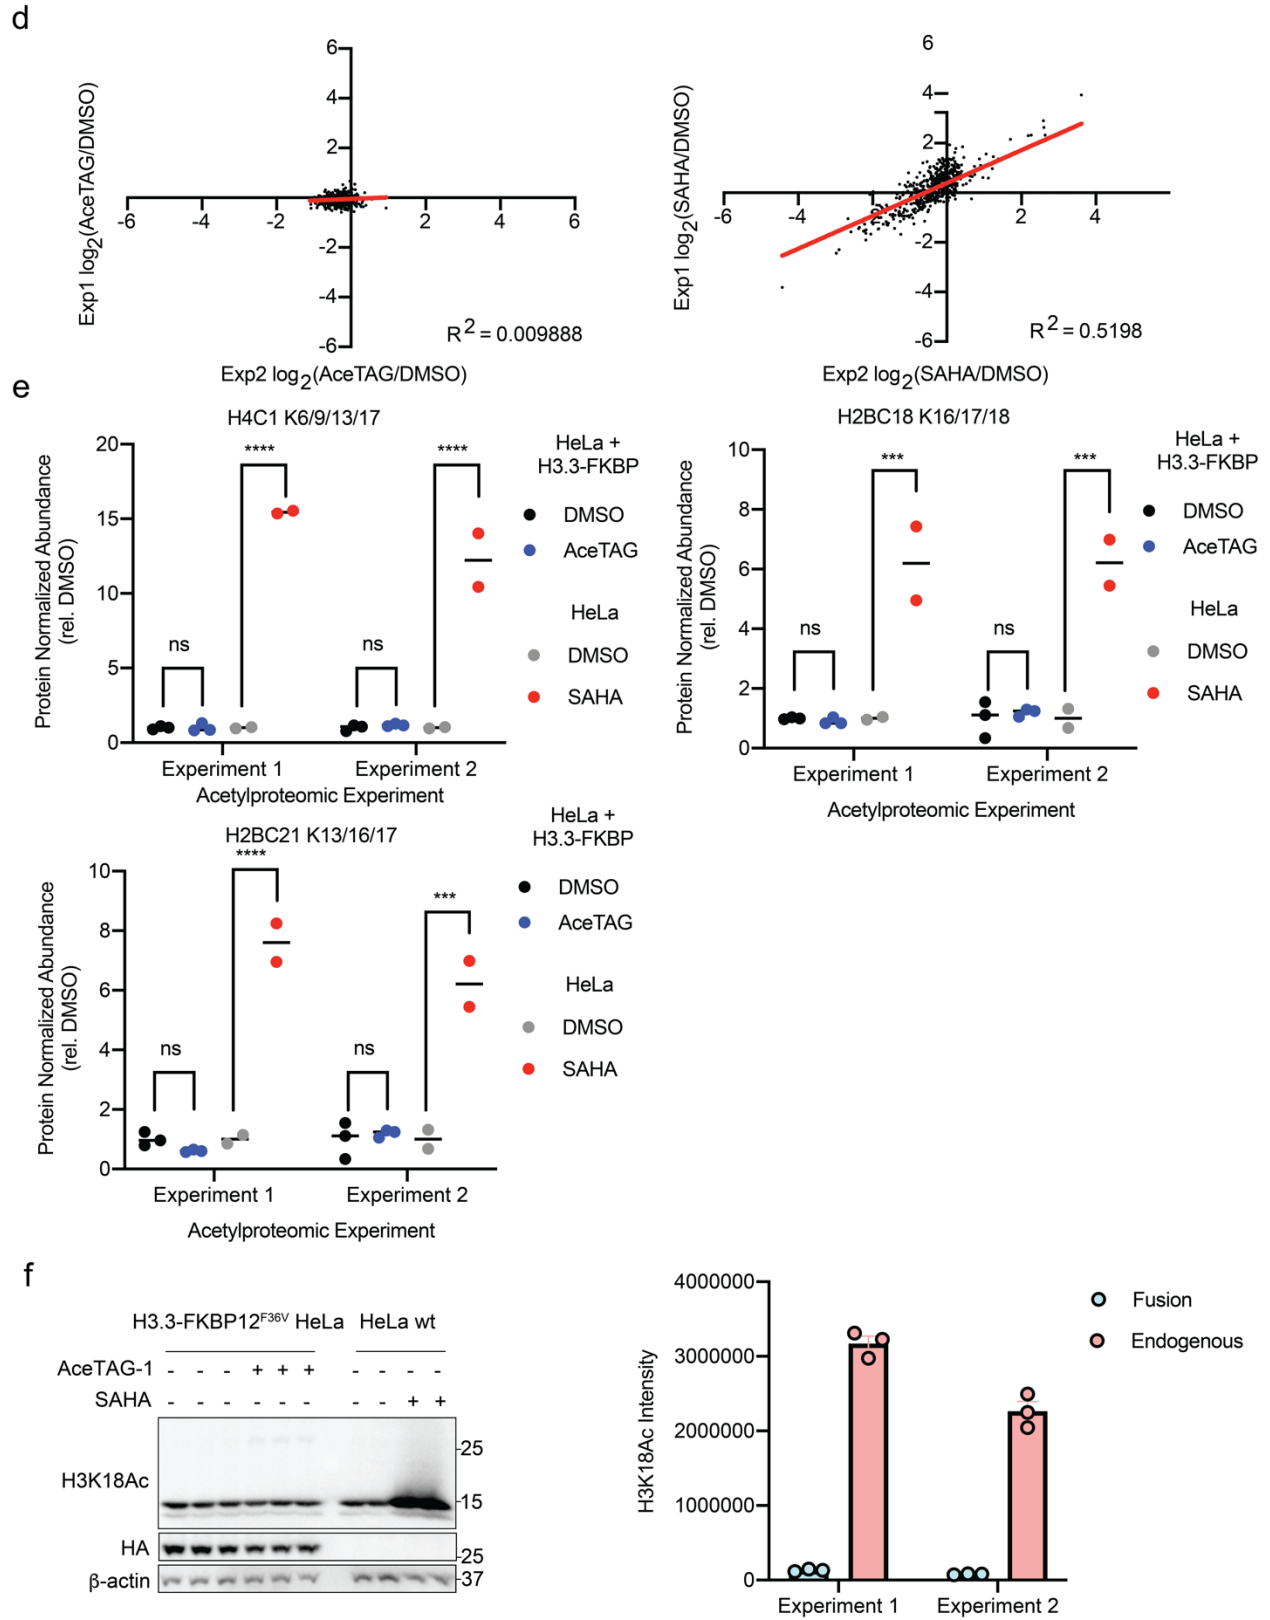 d
6
4
2
-2
-4
-6
-6
-4
-2
2
4
6
Exp1 log2(AceTAG/DMSO)
R2 = 0.009888
Exp2 log2(AceTAG/DMSO)
6
4
2
-2
-4
-6
-6
-4
-2
2
4
Exp1 log2(SAHA/DMSO)
R2 = 0.5198
Exp2 log2(SAHA/DMSO)
e
H4C1 K6/9/13/17
20
15
10
5
0
Protein Normalized Abundance
(rel. DMSO)
ns
****
ns
****
Experiment 1
Experiment 2
Acetylproteomic Experiment
HeLa +
H3.3-FKBP
DMSO
AceTAG
HeLa
DMSO
SAHA
H2BC18 K16/17/18
10
8
6
4
2
0
Protein Normalized Abundance
(rel. DMSO)
ns
***
ns
***
Experiment 1
Experiment 2
Acetylproteomic Experiment
HeLa +
H3.3-FKBP
DMSO
AceTAG
HeLa
DMSO
SAHA
H2BC21 K13/16/17
10
8
6
4
2
0
Protein Normalized Abundance
(rel. DMSO)
ns
****
ns
***
Experiment 1
Experiment 2
Acetylproteomic Experiment
HeLa +
H3.3-FKBP
DMSO
AceTAG
HeLa
DMSO
SAHA
f
H3.3-FKBP12F36V HeLa HeLa wt
AceTAG-1 - - - + + + - - - -
SAHA - - - - - - - - + +
H3K18Ac
25
15
HA
25
β-actin
37
4000000
3000000
2000000
1000000
0
H3K18Ac Intensity
Experiment 1
Experiment 2
Fusion
Endogenous